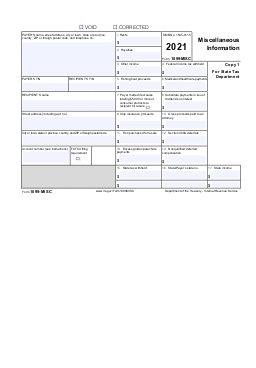 VOID CORRECTED
PAYER'S name, street address, city or town, state or province, country, ZIP or foreign postal code, and telephone no.
1 Rents
$
2 Royalties
$
3 Other income
$
OMB No. 1545-0115
2021
Form 1099-MISC
Miscellaneous
Information
4 Federal income tax withheld
$
Copy 1
For State Tax
Department
PAYER'S TIN
RECIPIENT'S TIN
5 Fishing boat proceeds
$
6 Medical and health care payments
$
RECIPIENT'S name
7 Payer made direct sales
totaling $5,000 or more of
consumer products to
recipient for resale
8 Substitute payments in lieu of
dividends or interest
$
Street address (including apt. no.)
9 Crop insurance proceeds
$
10 Gross proceeds paid to an
attorney
$
City or town, state or province, country, and ZIP or foreign postal code
11 Fish purchased for resale
$
12 Section 409A deferrals
$
Account number (see instructions)
FATCA filing
requirement
13 Excess golden parachute
payments
$
14 Nonqualified deferred
compensation
$
15 State tax withheld
$
$
16 State/Payer's state no.
17 State income
$
$
Form 1099-MISC
www.irs.gov/Form1099MISC
Department of the Treasury - Internal Revenue Service